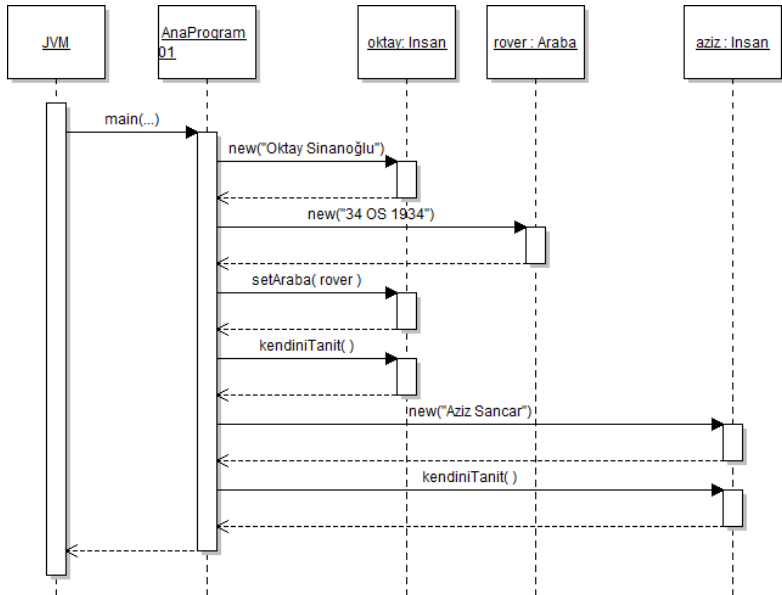 JVM
AnaProgram
01
oktay: Insan
rover : Araba
aziz : Insan
main(...)
new("Oktay Sinanoğlu")
new("34 OS 1934")
setAraba( rover )
kendiniTanit( )
new("Aziz Sancar")
kendiniTanit( )